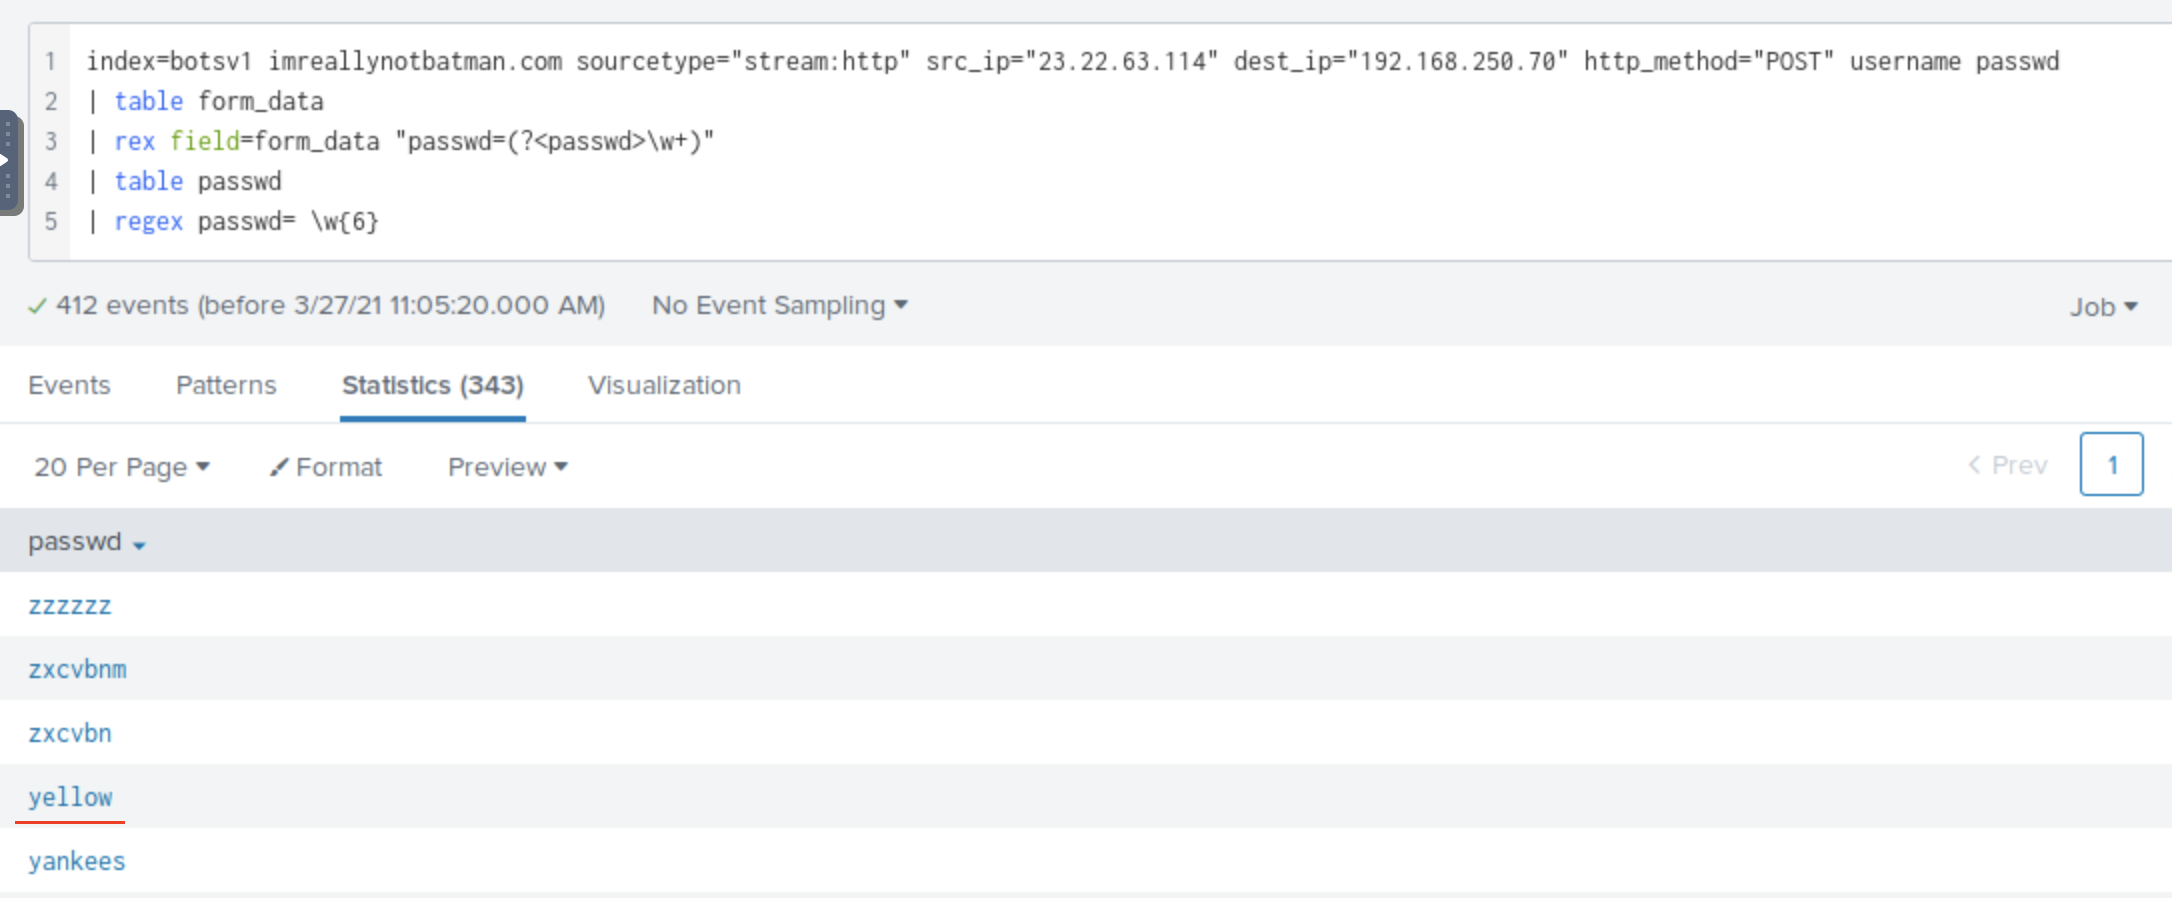 1 index=botsv1 imreallynotbatman.com sourcetype="stream:http" src_ip="23.22.63.114" dest_ip="192.168.250.70" http_method="POST" username passwd
2 | table form_data
3 | rex field=form_data "passwd=(?<passwd>\w+)"
4 | table passwd
5 | regex passwd= \w{6}
412 events (before 3/27/21 11:05:20.000 AM) No Event Sampling Job
Events Patterns Statistics (343) Visualization
20 Per Page Format Preview < Prev 1
passwd
zzzzzz
zxcvbnm
zxcvbn
yellow
yankees